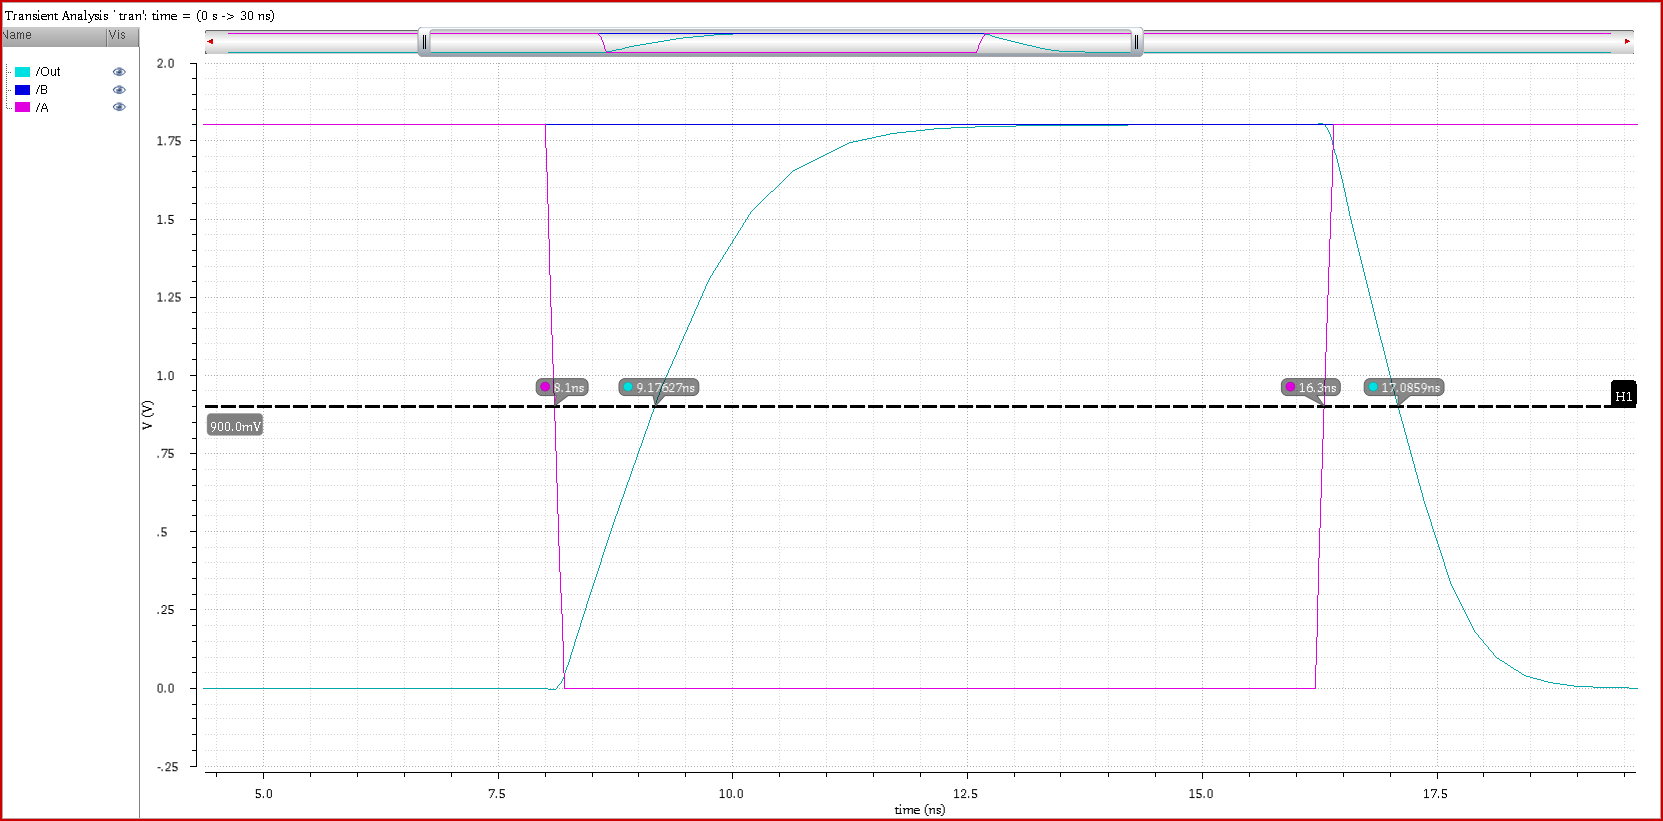 Transient Analysis `tran': time = (0 s -> 30 ns)
Name Vis
/Out
/B
/A
2.0
1.75
1.5
1.25
1.0
.75
.5
.25
0.0
-.25
V (V)
8.1ns 9.17627ns 16.3ns 17.0859ns
H1
900.0mV
5.0 7.5 10.0 12.5 15.0 17.5
time (ns)